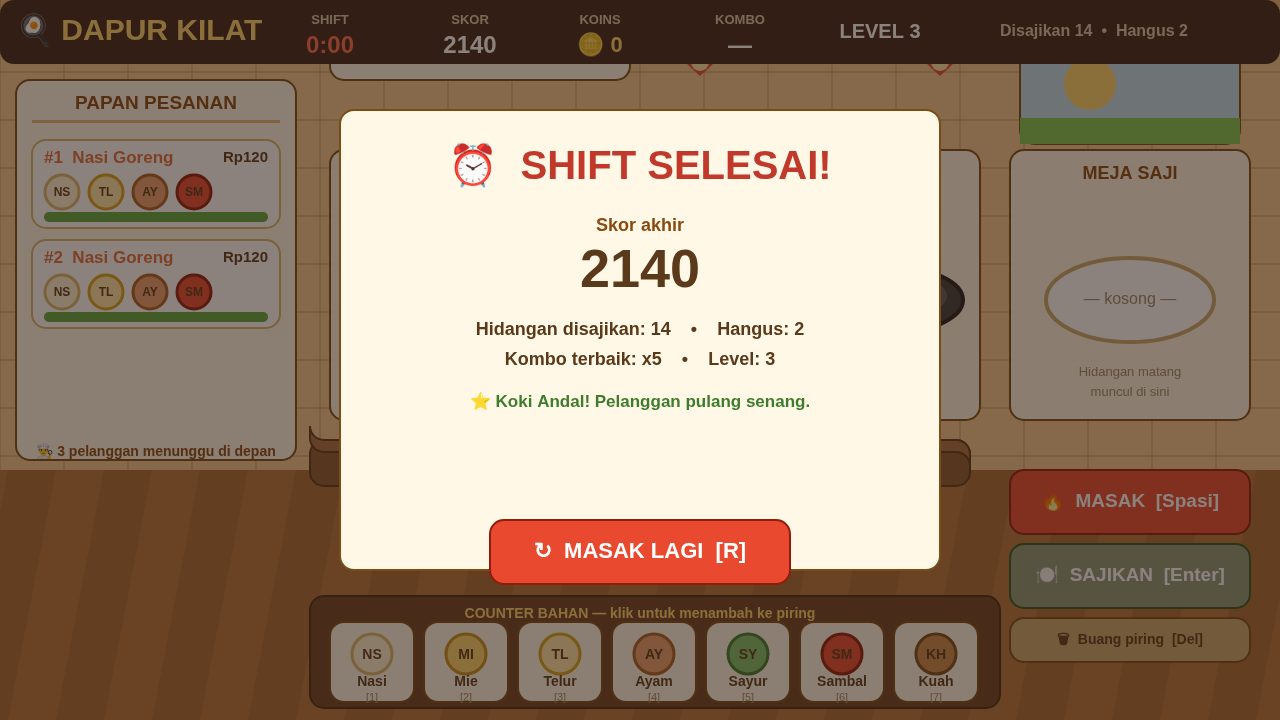 DAPUR KILAT
SHIFT
0:00
SKOR
2140
KOINS
0
KOMBO
—
LEVEL 3
Disajikan 14 • Hangus 2
PAPAN PESANAN
#1 Nasi Goreng Rp120
NS TL AY SM
#2 Nasi Goreng Rp120
NS TL AY SM
3 pelanggan menunggu di depan
SHIFT SELESAI!
Skor akhir
2140
Hidangan disajikan: 14 • Hangus: 2
Kombo terbaik: x5 • Level: 3
Koki Andal! Pelanggan pulang senang.
↻ MASAK LAGI [R]
MEJA SAJI
— kosong —
Hidangan matang
muncul di sini
MASAK [Spasi]
SAJIKAN [Enter]
Buang piring [Del]
COUNTER BAHAN — klik untuk menambah ke piring
NS MI TL AY SY SM KH
Nasi Mie Telur Ayam Sayur Sambal Kuah
[1] [2] [3] [4] [5] [6] [7]